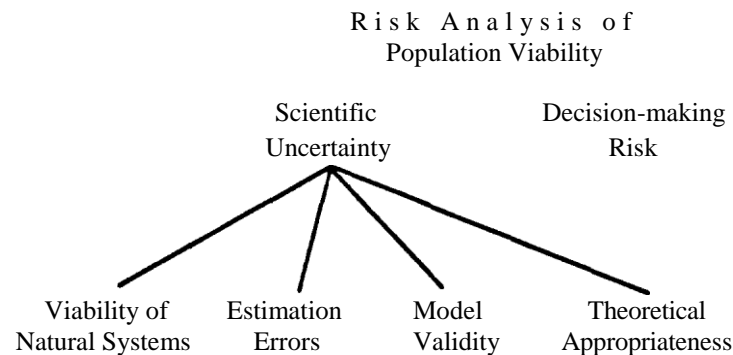 Risk Analysis of
Population Viability
Scientific
Uncertainty
Decision-making
Risk
Viability of
Natural Systems
Estimation
Errors
Model
Validity
Theoretical
Appropriateness